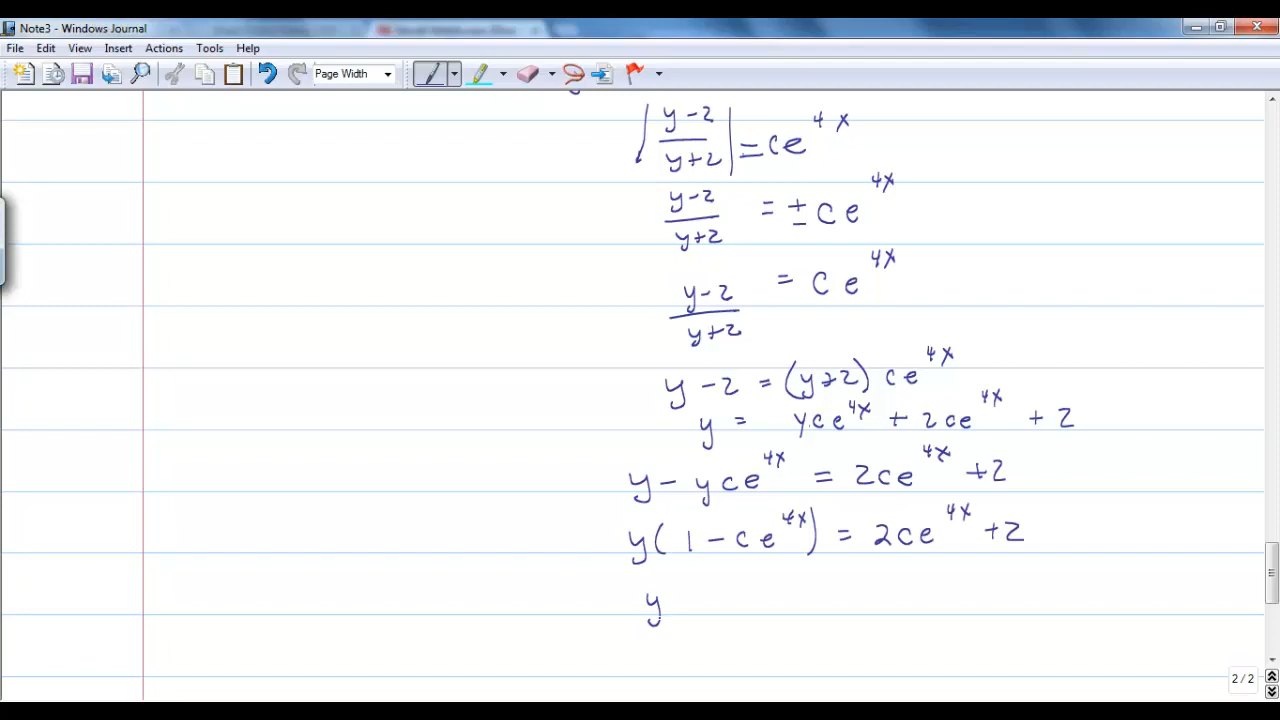 Note3 - Windows Journal
File Edit View Insert Actions Tools Help
Page Width
|y-2 / y+2| = ce^4x
y-2 / y+2 = ± c e^4x
y-2 / y+2 = c e^4x
y - 2 = (y+2) ce^4x
y = yce^4x + 2ce^4x + 2
y - yce^4x = 2ce^4x + 2
y(1 - ce^4x) = 2ce^4x + 2
y
2 / 2